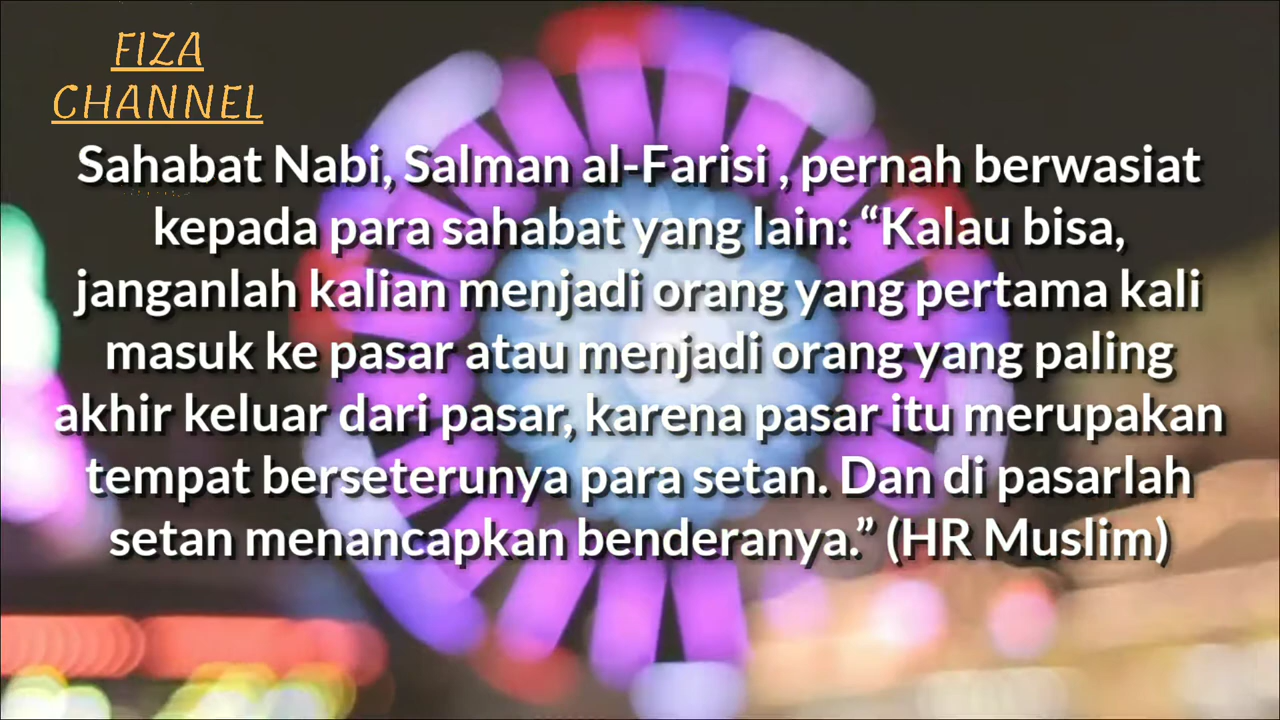 FIZA
CHANNEL
Sahabat Nabi, Salman al-Farisi , pernah berwasiat
kepada para sahabat yang lain: “Kalau bisa,
janganlah kalian menjadi orang yang pertama kali
masuk ke pasar atau menjadi orang yang paling
akhir keluar dari pasar, karena pasar itu merupakan
tempat berseterunya para setan. Dan di pasarlah
setan menancapkan benderanya.” (HR Muslim)